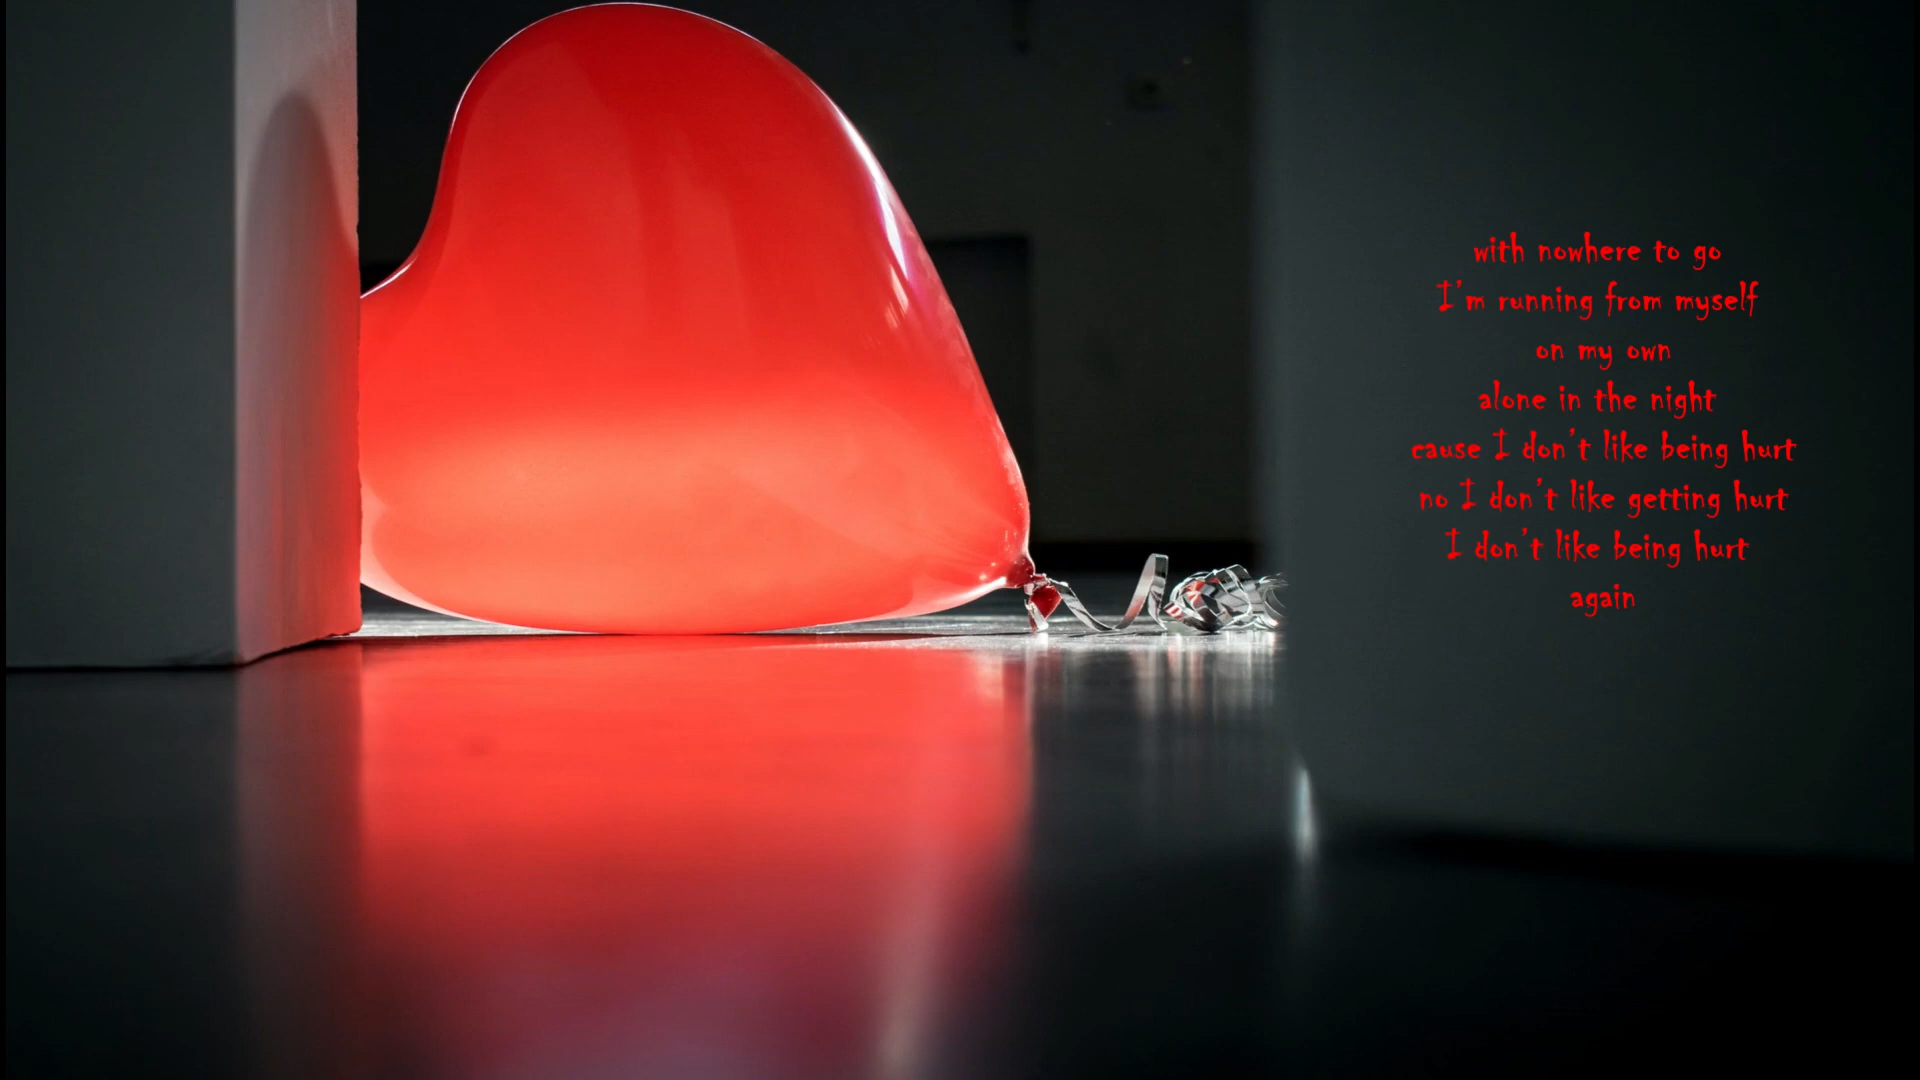 with nowhere to go
I'm running from myself
on my own
alone in the night
cause I don't like being hurt
no I don't like getting hurt
I don't like being hurt
again